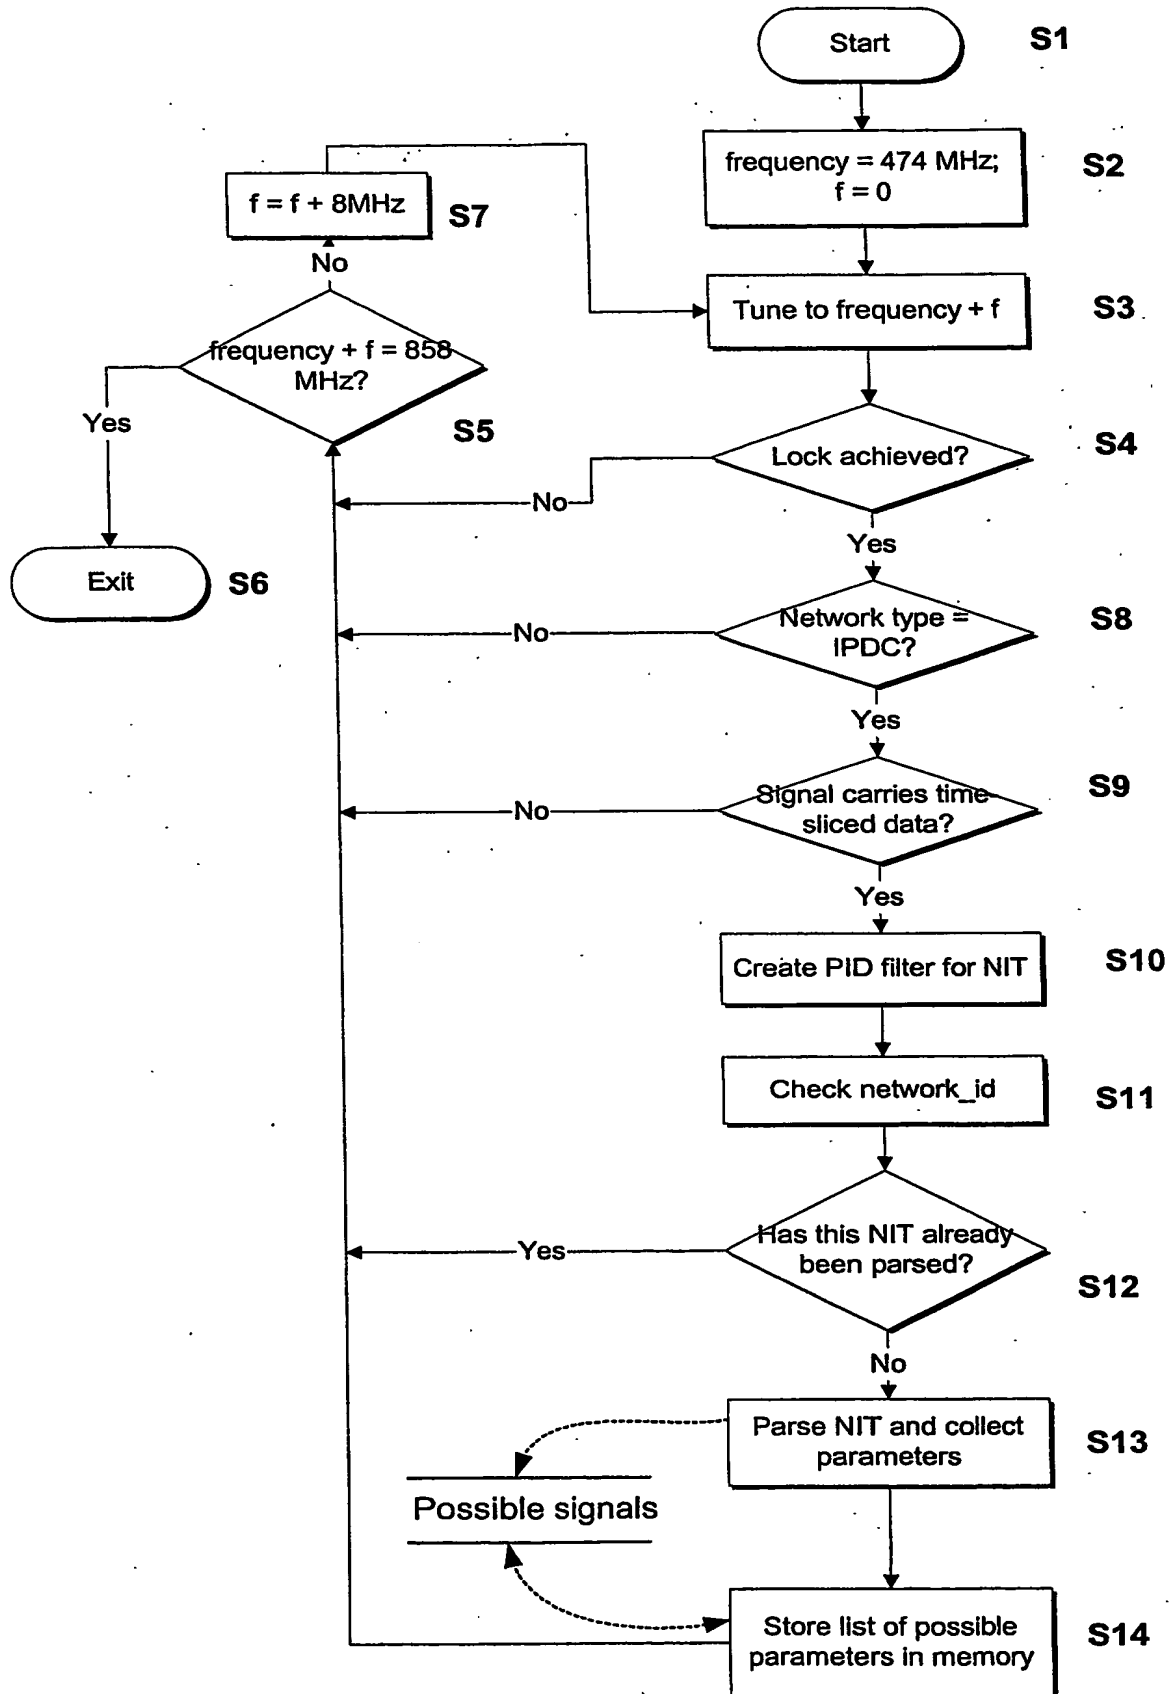 Start
S1
frequency = 474 MHz;
f = 0
S2
f = f + 8MHz
S7
No
Tune to frequency + f
S3
frequency + f = 858
MHz?
S5
Yes
Lock achieved?
S4
No
Yes
Exit
S6
Network type =
IPDC?
S8
No
Yes
Signal carries time-
sliced data?
S9
No
Yes
Create PID filter for NIT
S10
Check network_id
S11
Has this NIT already
been parsed?
S12
Yes
No
Parse NIT and collect
parameters
S13
Possible signals
Store list of possible
parameters in memory
S14